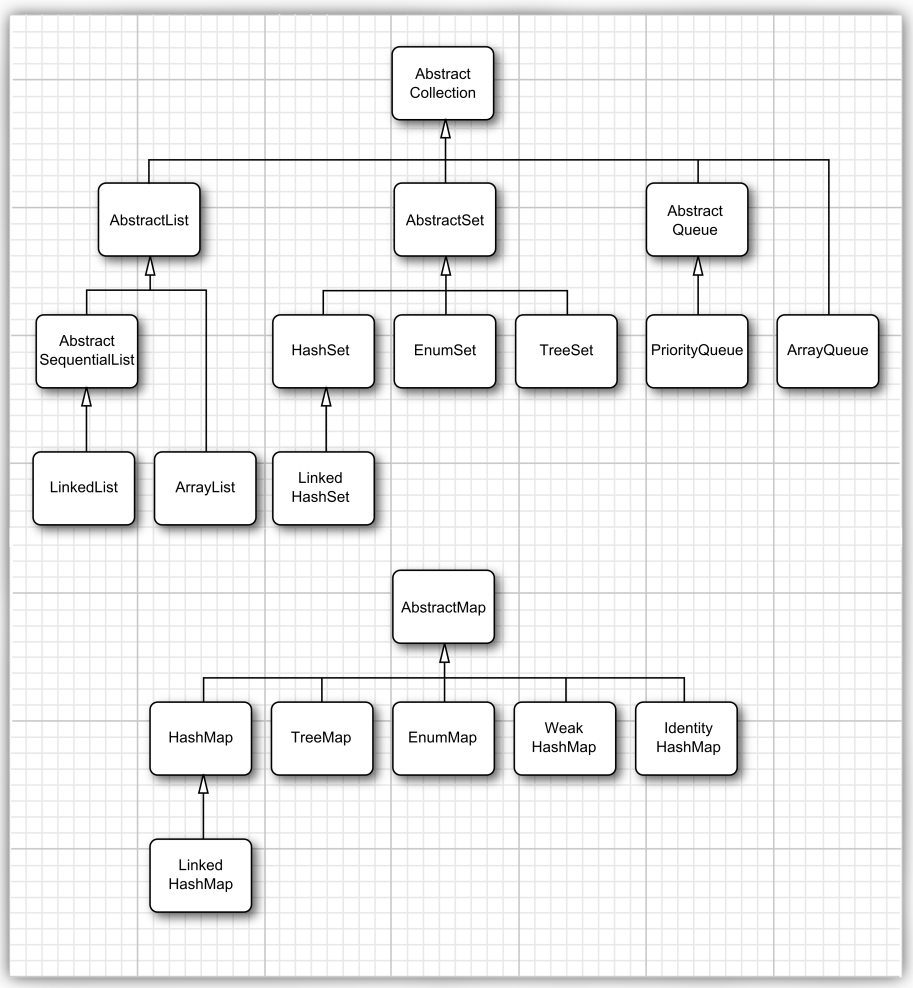 Abstract
Collection
AbstractList
AbstractSet
Abstract
Queue
Abstract
SequentialList
HashSet
EnumSet
TreeSet
PriorityQueue
ArrayQueue
LinkedList
ArrayList
Linked
HashSet
AbstractMap
HashMap
TreeMap
EnumMap
Weak
HashMap
Identity
HashMap
Linked
HashMap